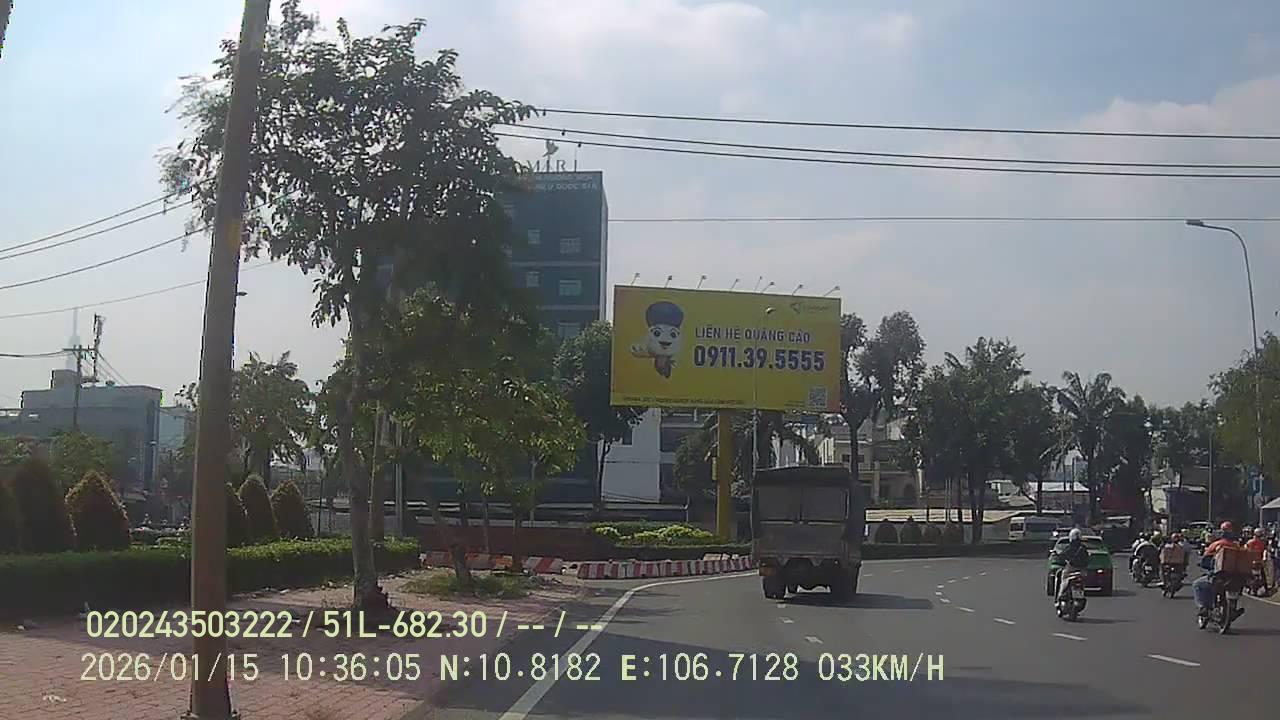 MIRI
LIÊN HỆ QUẢNG CÁO
0911.39.5555
020243503222 / 51L-682.30 / -- / --
2026/01/15 10:36:05 N:10.8182 E:106.7128 033KM/H